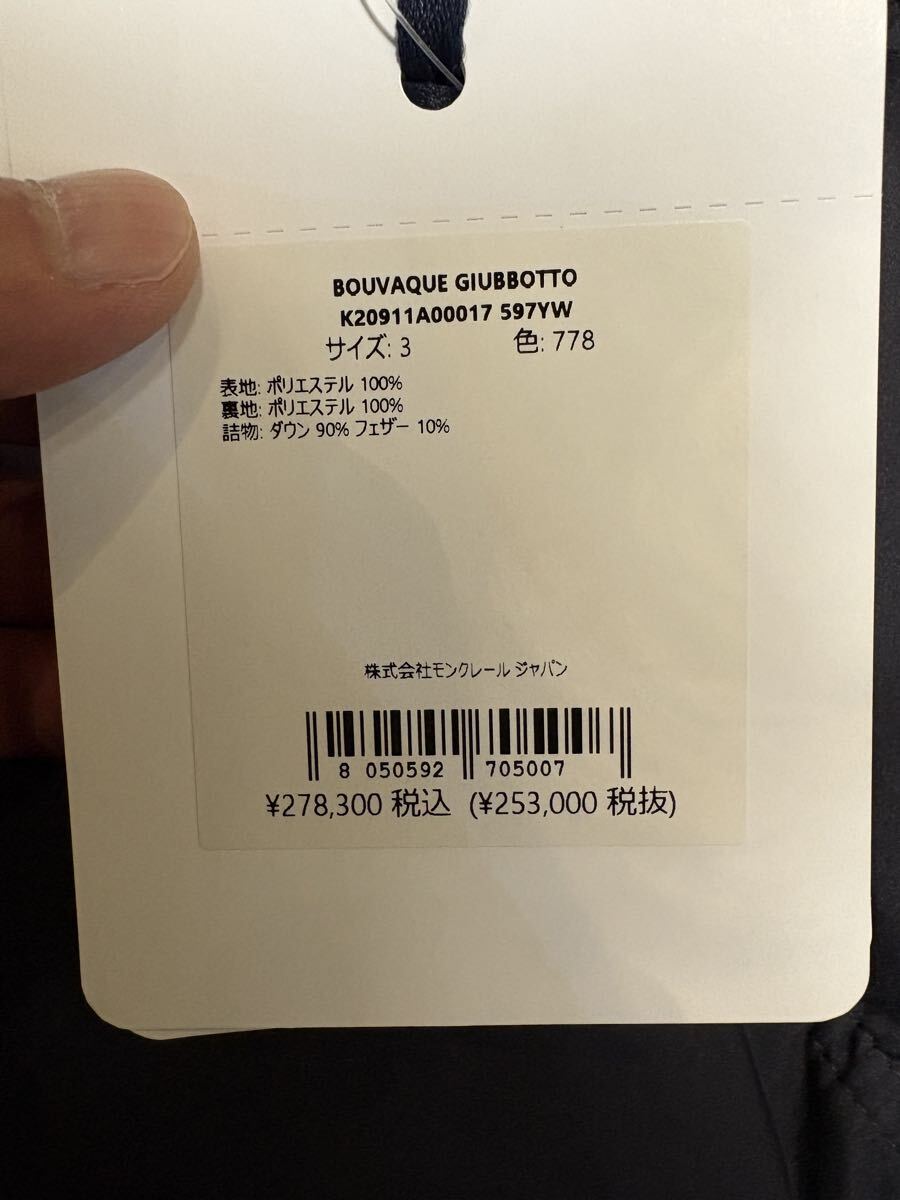 BOUVAQUE GIUBBOTTO
K20911A00017 597YW
サイズ: 3 色: 778
表地: ポリエステル 100%
裏地: ポリエステル 100%
詰物: ダウン 90% フェザー 10%
株式会社モンクレール ジャパン
8 050592 705007
¥278,300 税込 (¥253,000 税抜)